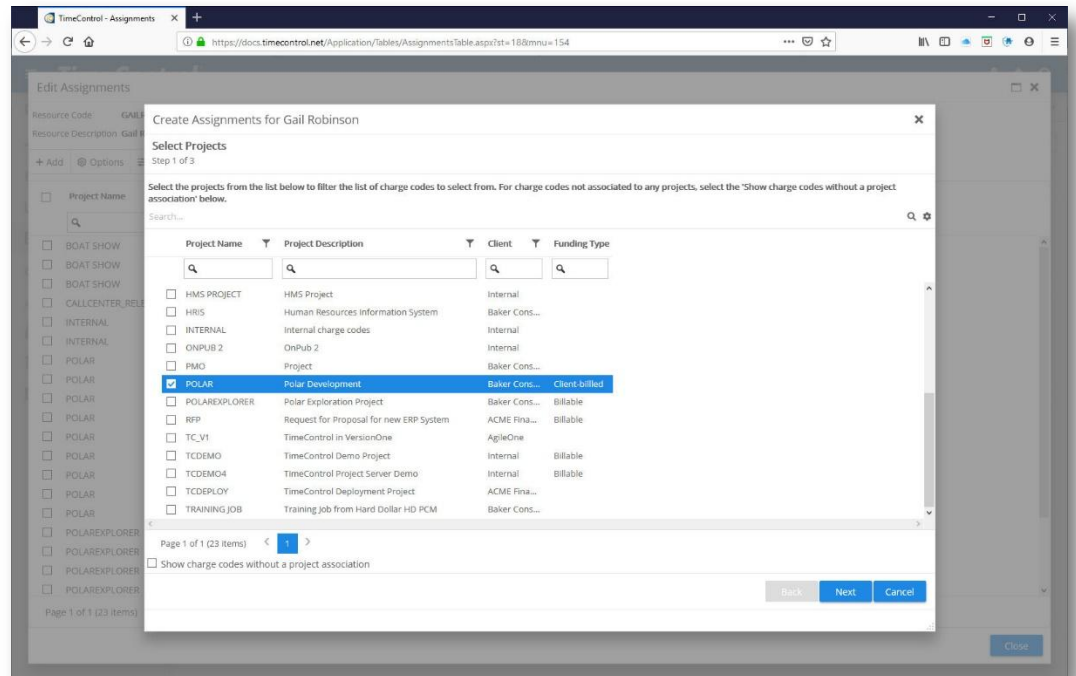 TimeControl - Assignments
https://docs.timecontrol.net/Application/Tables/AssignmentsTable.aspx?st=18&mnu=154
Edit Assignments
Resource Code
Resource Description Gail
+ Add Options
Project Name
BOAT SHOW
BOAT SHOW
BOAT SHOW
CALLCENTER_RELE
INTERNAL
INTERNAL
POLAR
POLAR
POLAR
POLAR
POLAR
POLAR
POLAR
POLAR
POLAR
POLAREXPLORER
POLAREXPLORER
POLAREXPLORER
POLAREXPLORER
Page 1 of 1 (23 items)
Close
Create Assignments for Gail Robinson
Select Projects
Step 1 of 3
Select the projects from the list below to filter the list of charge codes to select from. For charge codes not associated to any projects, select the 'Show charge codes without a project
association' below.
Search...
Project Name Project Description Client Funding Type
HMS PROJECT HMS Project Internal
HRIS Human Resources Information System Baker Cons...
INTERNAL Internal charge codes Internal
ONPUB 2 OnPub 2 Internal
PMO Project Baker Cons...
POLAR Polar Development Baker Cons... Client-billled
POLAREXPLORER Polar Exploration Project Baker Cons... Billable
RFP Request for Proposal for new ERP System ACME Fina... Billable
TC_V1 TimeControl in VersionOne AgileOne
TCDEMO TimeControl Demo Project Internal Billable
TCDEMO4 TimeControl Project Server Demo Internal Billable
TCDEPLOY TimeControl Deployment Project ACME Fina...
TRAINING JOB Training Job from Hard Dollar HD PCM Baker Cons...
Page 1 of 1 (23 items) < 1 >
Show charge codes without a project association
Back Next Cancel